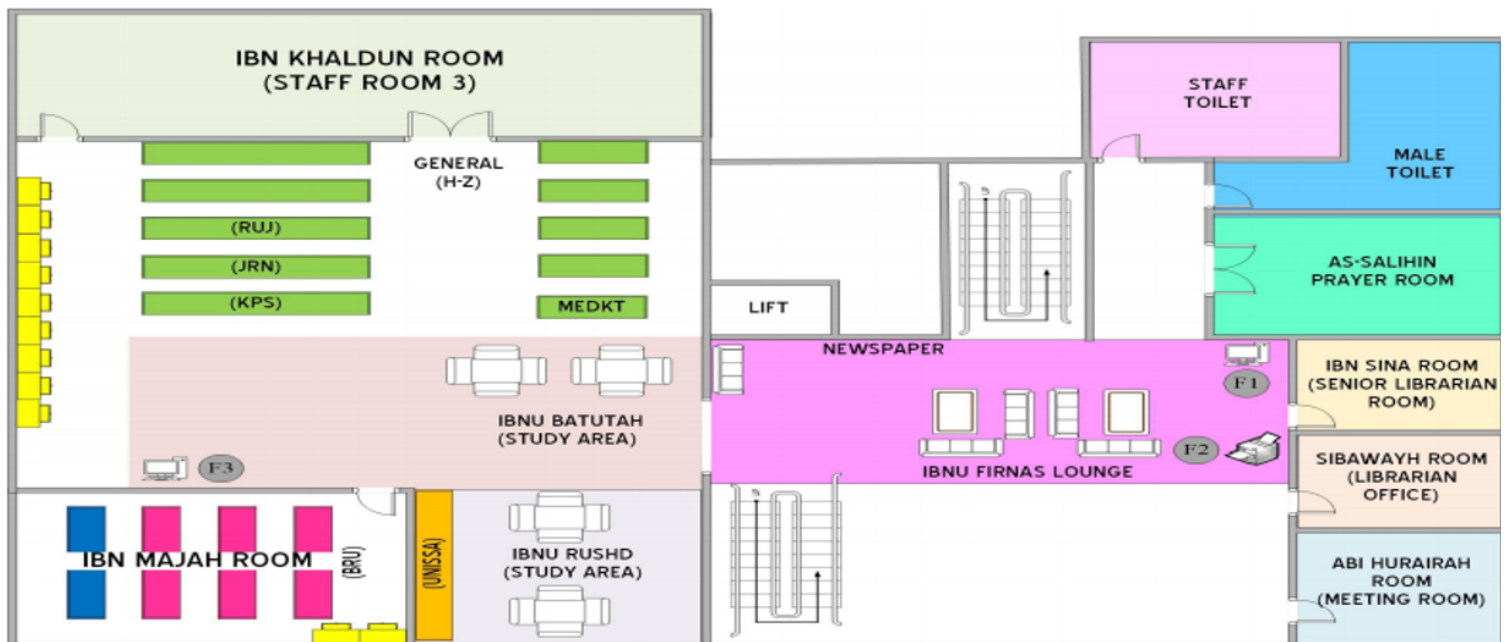 IBN KHALDUN ROOM
(STAFF ROOM 3)
STAFF
TOILET
MALE
TOILET
GENERAL
(H-Z)
(RUJ)
(JRN)
(KPS)
MEDKT
LIFT
AS-SALIHIN
PRAYER ROOM
NEWSPAPER
F1
IBN SINA ROOM
(SENIOR LIBRARIAN
ROOM)
IBNU BATUTAH
(STUDY AREA)
F3
F2
IBNU FIRNAS LOUNGE
SIBAWAYH ROOM
(LIBRARIAN
OFFICE)
IBN MAJAH ROOM
(BRU)
(UNISSA)
IBNU RUSHD
(STUDY AREA)
ABI HURAIRAH
ROOM
(MEETING ROOM)